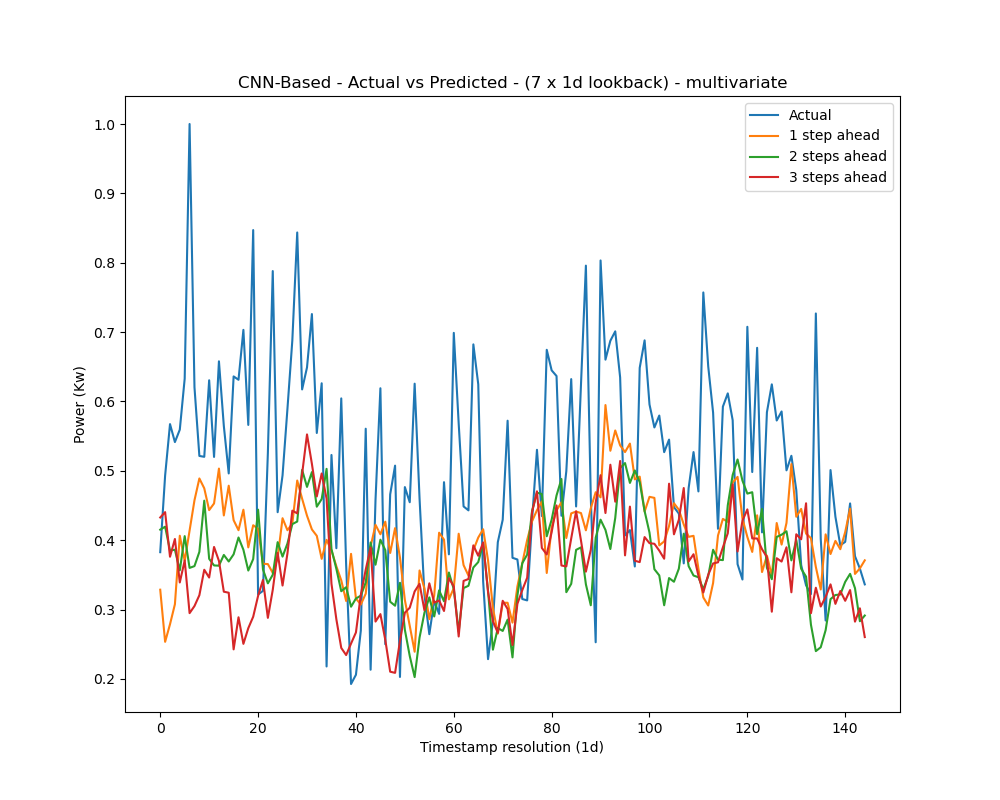 CNN-Based - Actual vs Predicted - (7 x 1d lookback) - multivariate
Actual
1 step ahead
2 steps ahead
3 steps ahead
Power (Kw)
1.0
0.9
0.8
0.7
0.6
0.5
0.4
0.3
0.2
0 20 40 60 80 100 120 140
Timestamp resolution (1d)